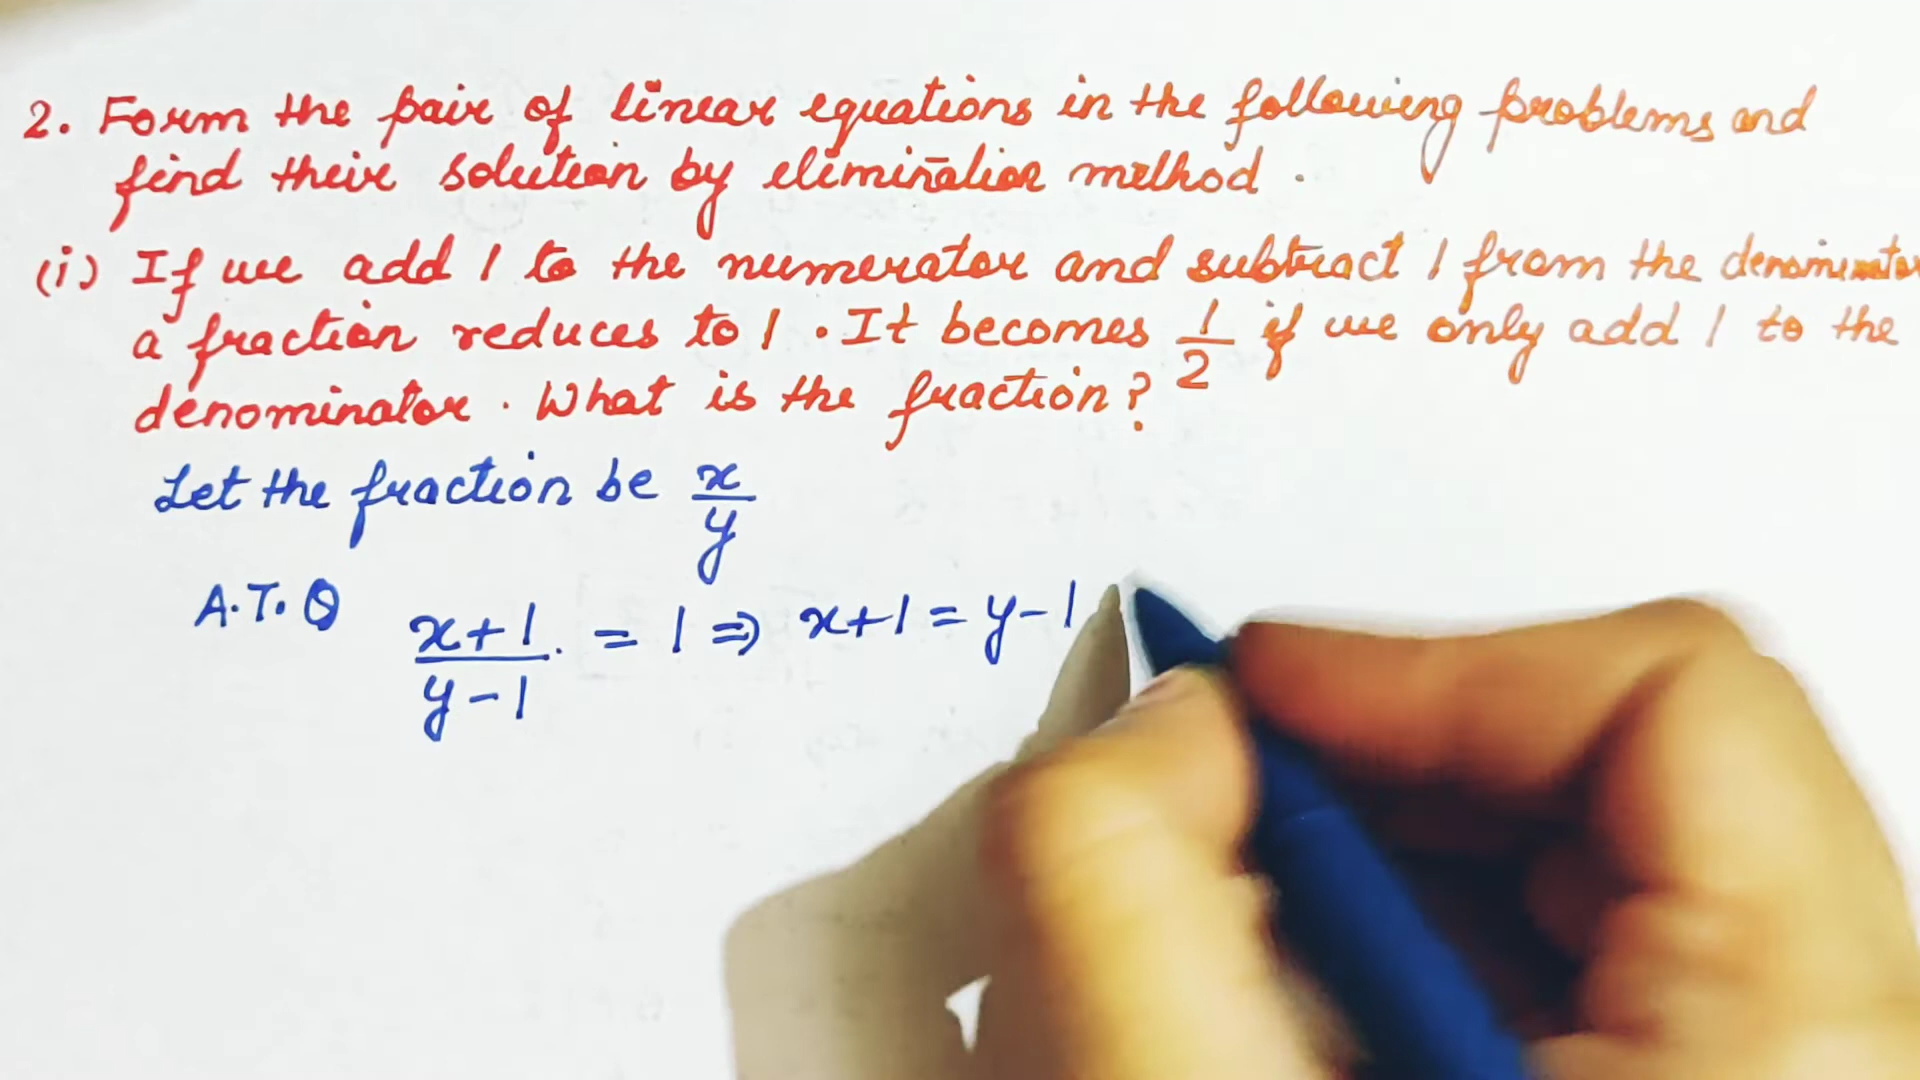 2. Form the pair of linear equations in the following problems and
find their solution by elimination method.
(i) If we add 1 to the numerator and subtract 1 from the denominator
a fraction reduces to 1. It becomes 1/2 if we only add 1 to the
denominator. What is the fraction?
Let the fraction be x/y
A.T.Q (x+1)/(y-1) = 1 ⇒ x+1 = y-1